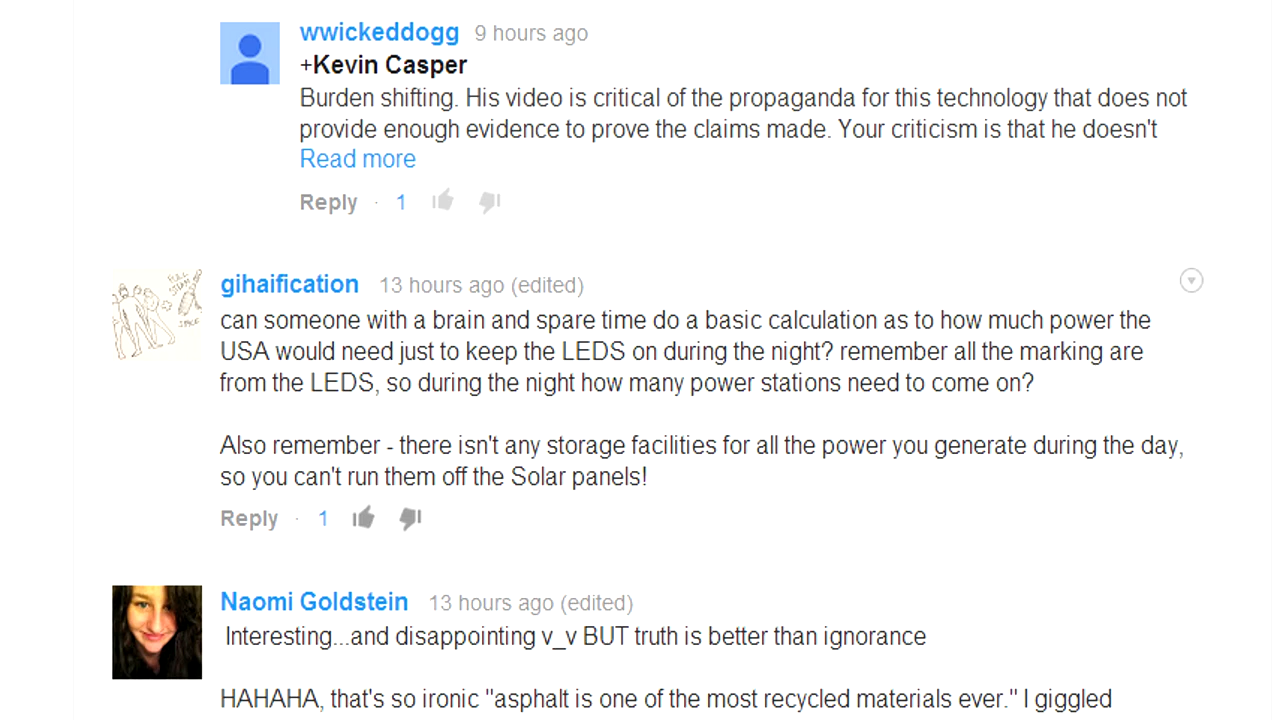 wwickeddogg 9 hours ago
+Kevin Casper
Burden shifting. His video is critical of the propaganda for this technology that does not
provide enough evidence to prove the claims made. Your criticism is that he doesn't
Read more
Reply · 1
gihaification 13 hours ago (edited)
can someone with a brain and spare time do a basic calculation as to how much power the
USA would need just to keep the LEDS on during the night? remember all the marking are
from the LEDS, so during the night how many power stations need to come on?
Also remember - there isn't any storage facilities for all the power you generate during the day,
so you can't run them off the Solar panels!
Reply · 1
Naomi Goldstein 13 hours ago (edited)
Interesting...and disappointing v_v BUT truth is better than ignorance
HAHAHA, that's so ironic "asphalt is one of the most recycled materials ever." I giggled